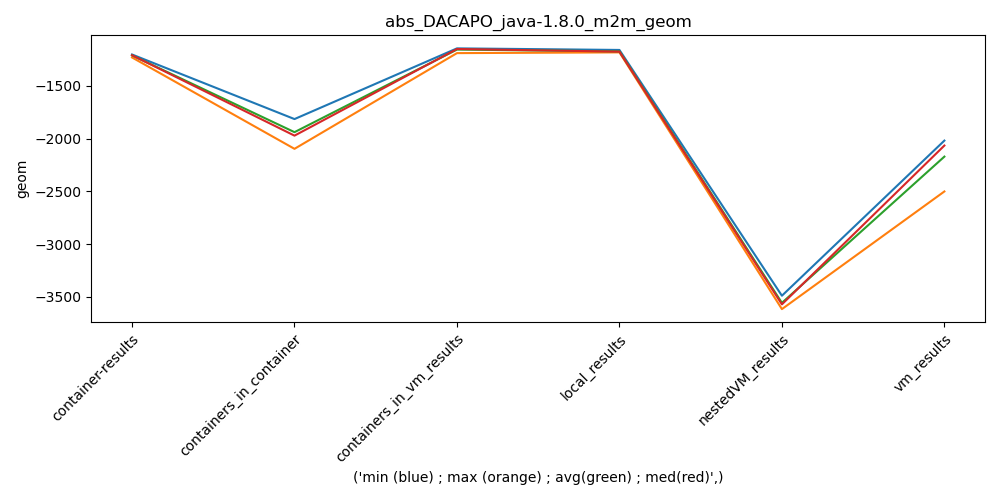 abs_DACAPO_java-1.8.0_m2m_geom
geom
−1500
−2000
−2500
−3000
−3500
container-results
containers_in_container
containers_in_vm_results
local_results
nestedVM_results
vm_results
('min (blue) ; max (orange) ; avg(green) ; med(red)',)